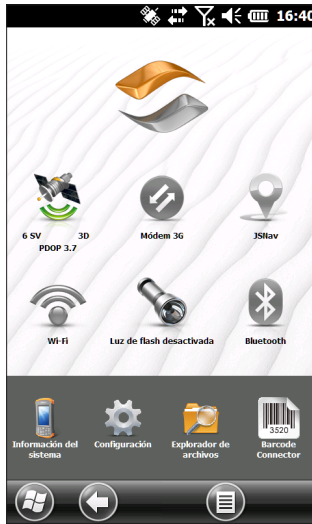 16:40
6 SV 3D
PDOP 3.7
Módem 3G
JSNav
Wi-Fi
Luz de flash desactivada
Bluetooth
Información del
sistema
Configuración
Explorador de
archivos
3520
Barcode
Connector